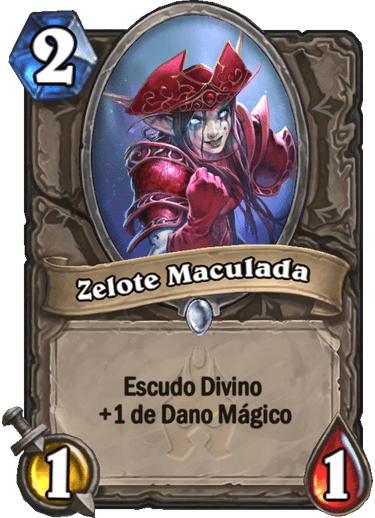 2
Zelote Maculada
Escudo Divino
+1 de Dano Mágico
1
1